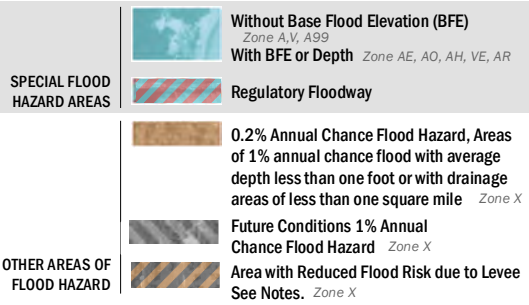 Without Base Flood Elevation (BFE)
Zone A,V, A99
With BFE or Depth Zone AE, AO, AH, VE, AR
SPECIAL FLOOD
HAZARD AREAS
Regulatory Floodway
0.2% Annual Chance Flood Hazard, Areas
of 1% annual chance flood with average
depth less than one foot or with drainage
areas of less than one square mile Zone X
Future Conditions 1% Annual
Chance Flood Hazard Zone X
OTHER AREAS OF
FLOOD HAZARD
Area with Reduced Flood Risk due to Levee
See Notes. Zone X